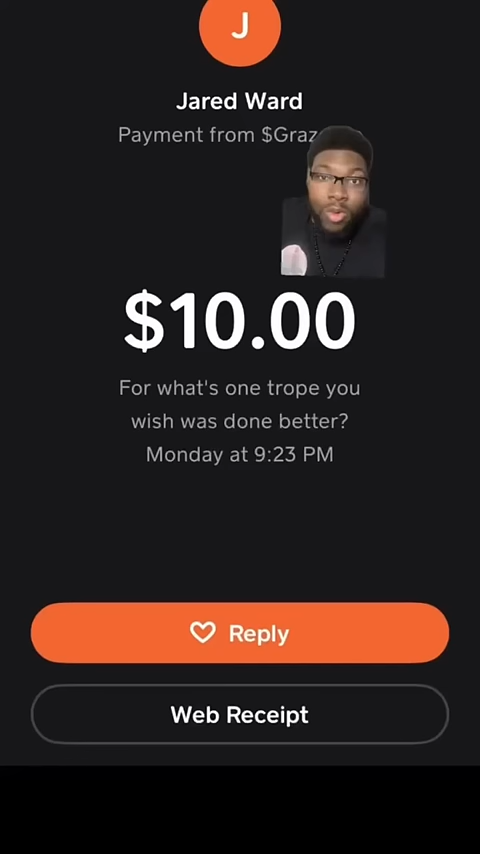 J
Jared Ward
Payment from
$10.00
For what's one trope you
wish was done better?
Monday at 9:23 PM
Reply
Web Receipt